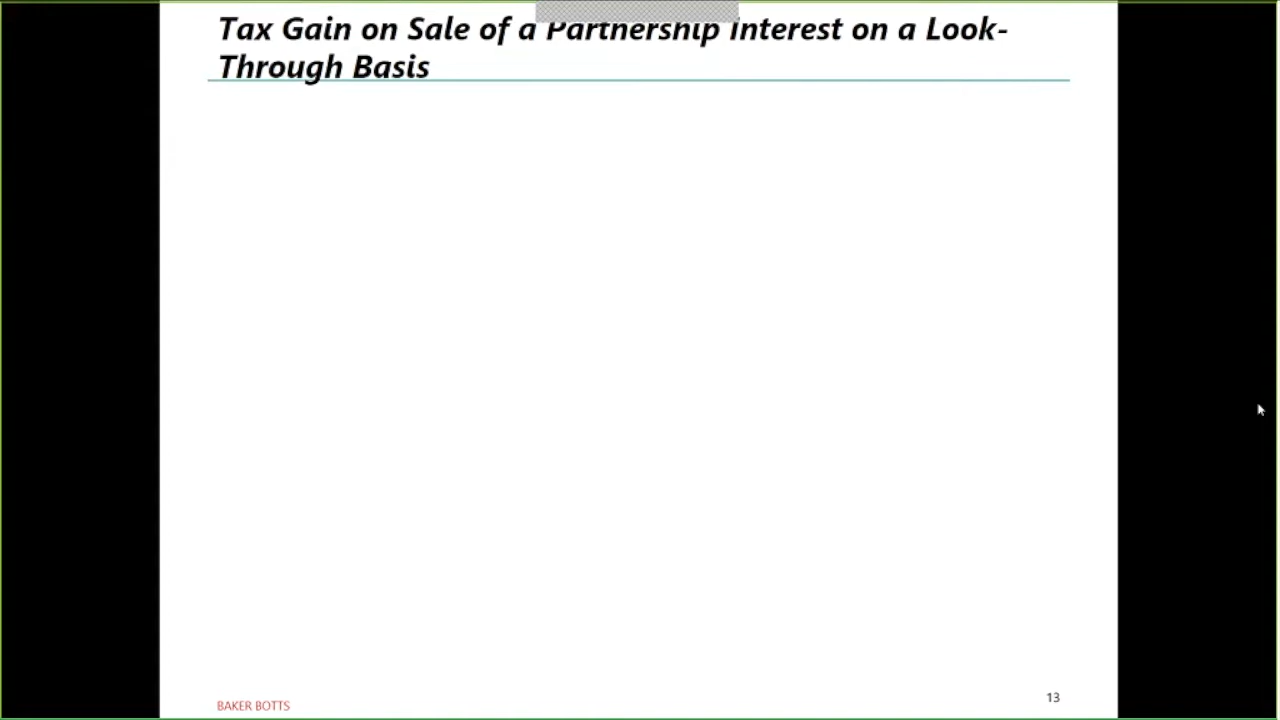 Tax Gain on Sale of a Partnership Interest on a Look-
Through Basis
BAKER BOTTS
13